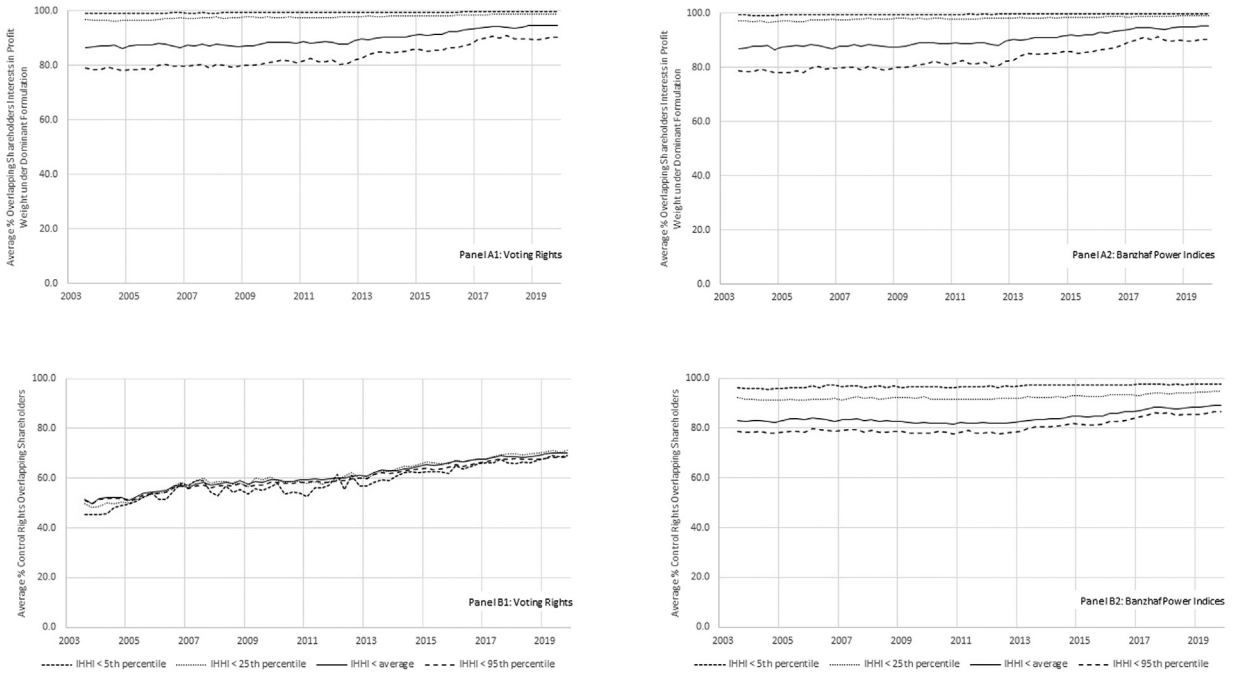 Average % Overlapping Shareholders Interests in Profit
Weight under Dominant Formulation
100.0
80.0
60.0
40.0
20.0
0.0
Panel A1: Voting Rights
2003 2005 2007 2009 2011 2013 2015 2017 2019
Average % Overlapping Shareholders Interests in Profit
Weight under Dominant Formulation
100.0
80.0
60.0
40.0
20.0
0.0
Panel A2: Banzhaf Power Indices
2003 2005 2007 2009 2011 2013 2015 2017 2019
Average % Control Rights Overlapping Shareholders
100.0
80.0
60.0
40.0
20.0
0.0
Panel B1: Voting Rights
2003 2005 2007 2009 2011 2013 2015 2017 2019
IHHI < 5th percentile IHHI < 25th percentile IHHI < average IHHI < 95th percentile
Average % Control Rights Overlapping Shareholders
100.0
80.0
60.0
40.0
20.0
0.0
Panel B2: Banzhaf Power Indices
2003 2005 2007 2009 2011 2013 2015 2017 2019
IHHI < 5th percentile IHHI < 25th percentile IHHI < average IHHI < 95th percentile